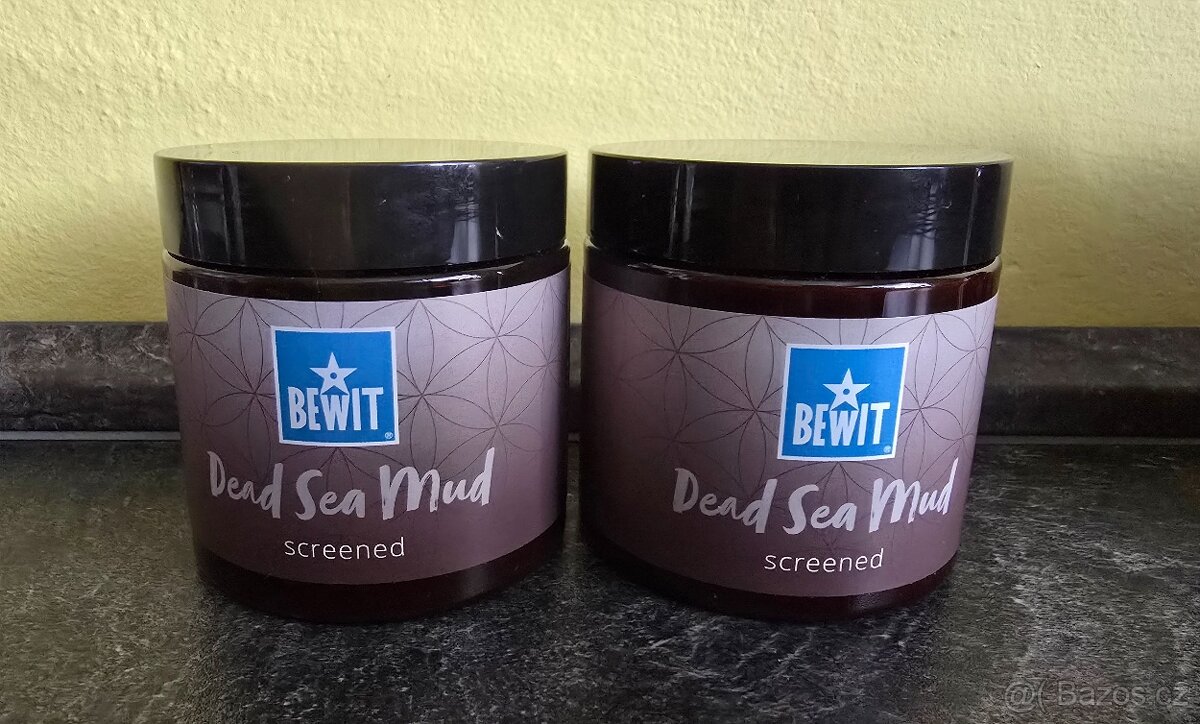 BEWIT®
Dead Sea Mud
screened
BEWIT®
Dead Sea Mud
screened
@(- Bazos.cz